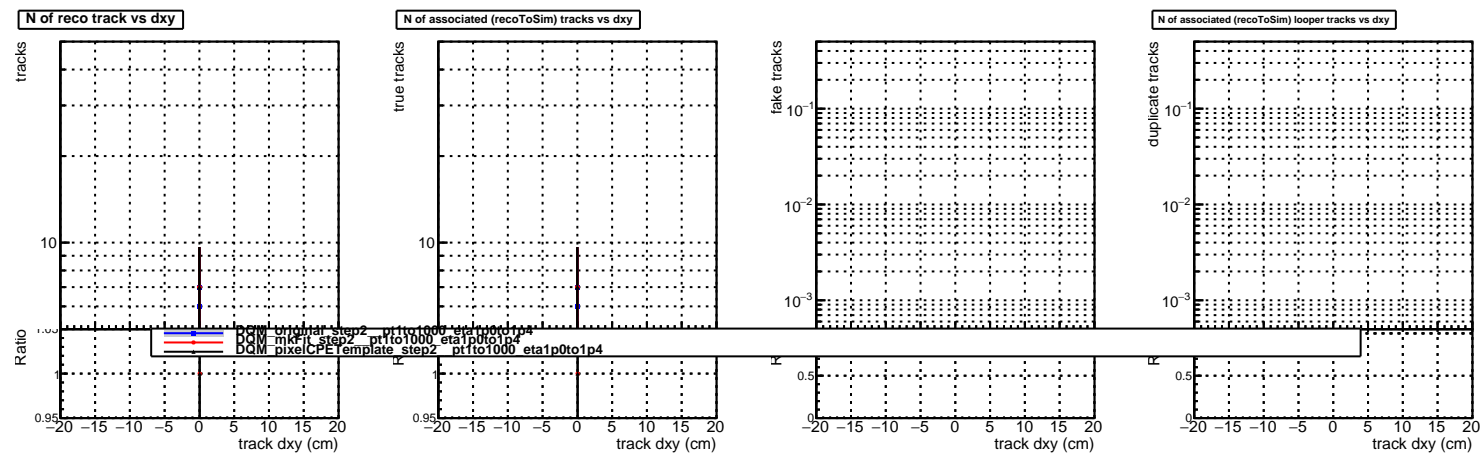 N of reco track vs dxy
tracks
10
Ratio
1
0.95
−20 −15 −10 −5 0 5 10 15 20
track dxy (cm)
N of associated (recoToSim) tracks vs dxy
true tracks
10
1
0.95
−20 −15 −10 −5 0 5 10 15 20
track dxy (cm)
fake tracks
10−1
10−2
10−3
0.5
0
−20 −15 −10 −5 0 5 10 15 20
track dxy (cm)
N of associated (recoToSim) looper tracks vs dxy
duplicate tracks
10−1
10−2
10−3
0.5
0
−20 −15 −10 −5 0 5 10 15 20
track dxy (cm)
DQM_original_step2__pt1to1000_eta1p0to1p4
DQM_mkFit_step2__pt1to1000_eta1p0to1p4
DQM_pixelCPETemplate_step2__pt1to1000_eta1p0to1p4